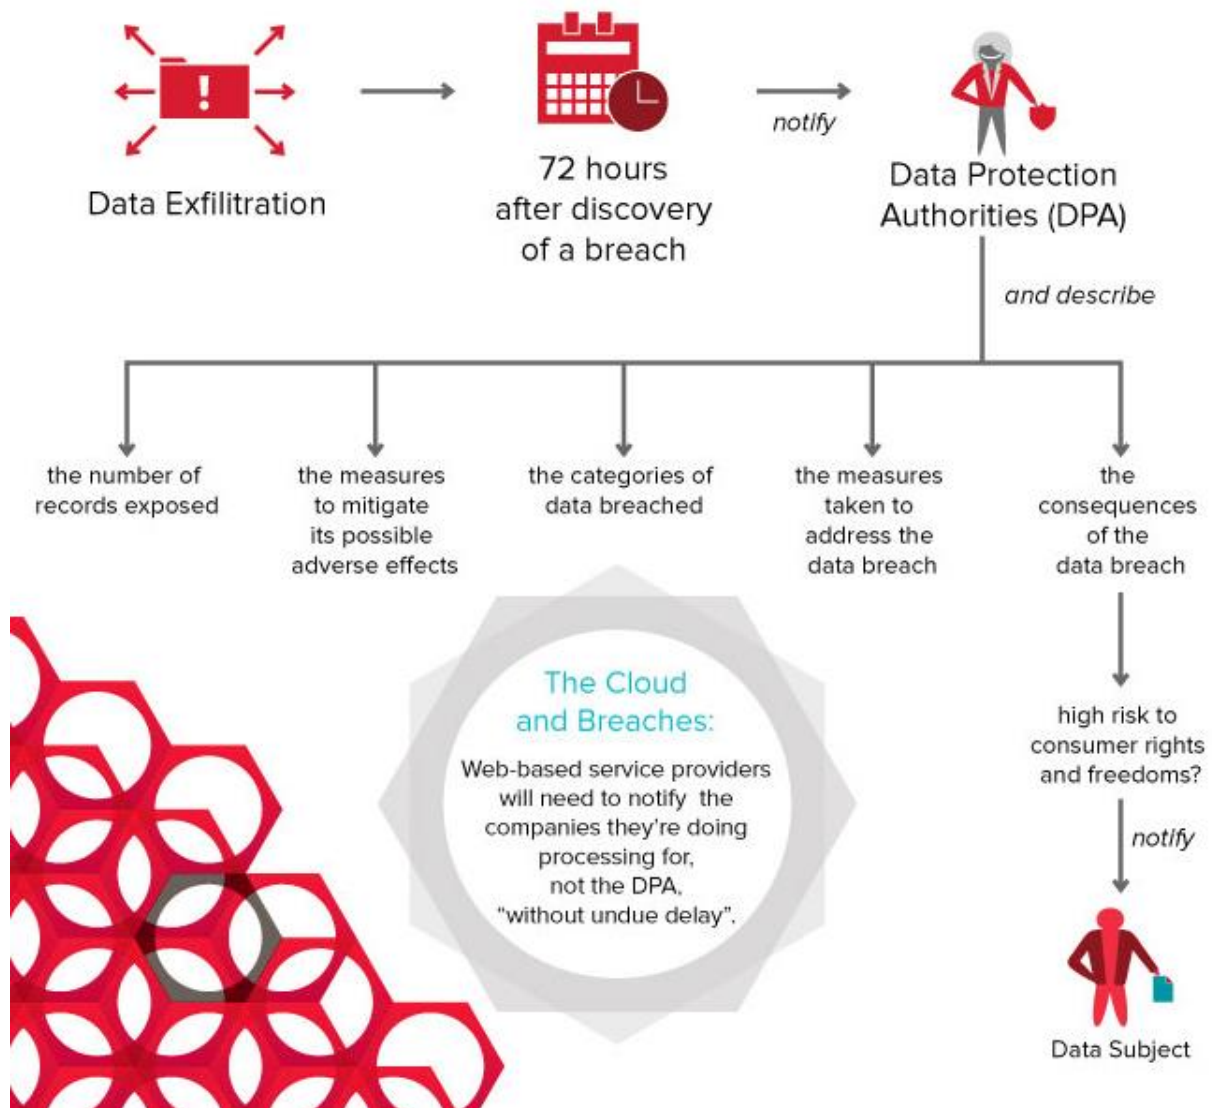 Data Exfilitration
72 hours
after discovery
of a breach
notify
Data Protection
Authorities (DPA)
and describe
the number of
records exposed
the measures
to mitigate
its possible
adverse effects
the categories of
data breached
the measures
taken to
address the
data breach
the
consequences
of the
data breach
The Cloud
and Breaches:
Web-based service providers
will need to notify the
companies they're doing
processing for,
not the DPA,
“without undue delay”.
high risk to
consumer rights
and freedoms?
notify
Data Subject